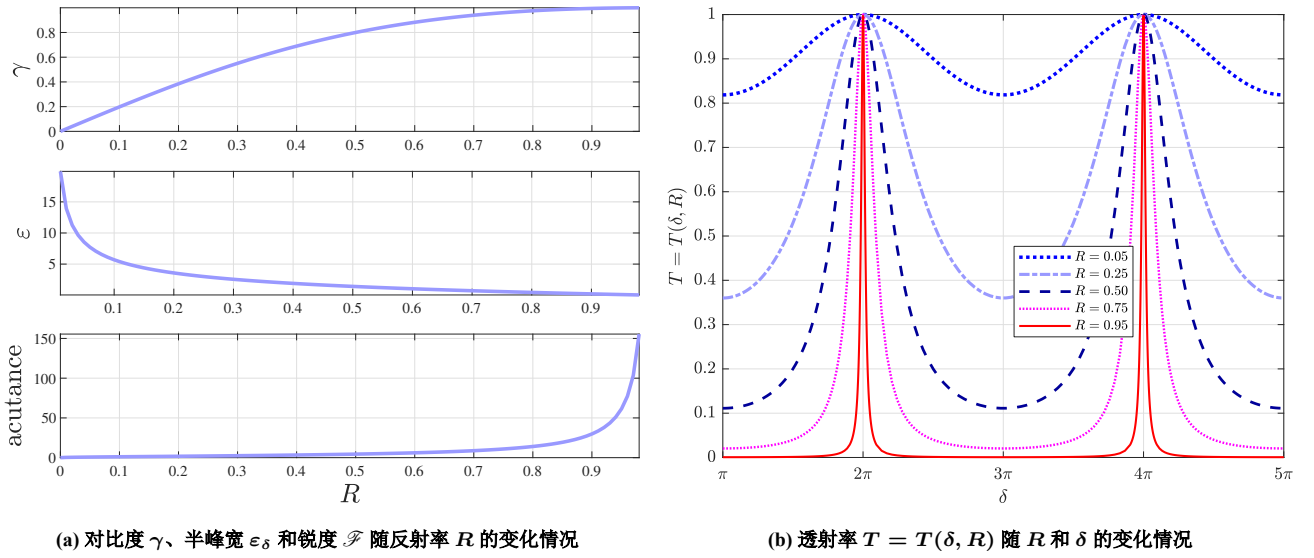 γ
0.8
0.6
0.4
0.2
0
0 0.1 0.2 0.3 0.4 0.5 0.6 0.7 0.8 0.9
ε
15
10
5
0.1 0.2 0.3 0.4 0.5 0.6 0.7 0.8 0.9
acutance
150
100
50
0
0 0.1 0.2 0.3 0.4 0.5 0.6 0.7 0.8 0.9
R
(a) 对比度 γ、半峰宽 ε_δ 和锐度 ℱ 随反射率 R 的变化情况
T = T(δ, R)
1
0.9
0.8
0.7
0.6
0.5
0.4
0.3
0.2
0.1
0
R = 0.05
R = 0.25
R = 0.50
R = 0.75
R = 0.95
π 2π 3π 4π 5π
δ
(b) 透射率 T = T(δ, R) 随 R 和 δ 的变化情况